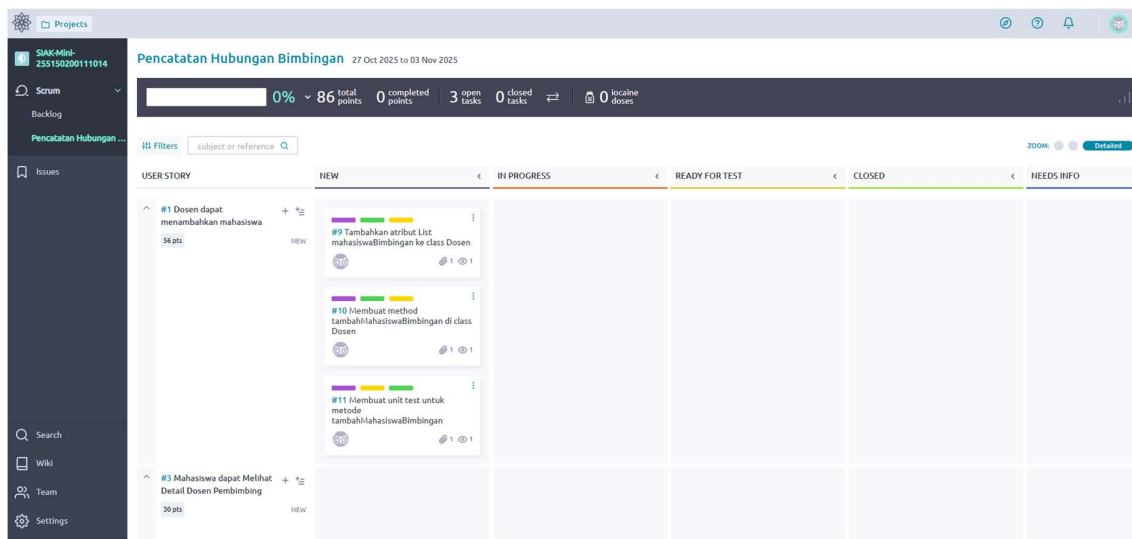 Projects
SIAK-Mini-
255150200111014
Scrum
Backlog
Pencatatan Hubungan ...
Issues
Search
Wiki
Team
Settings
Pencatatan Hubungan Bimbingan 27 Oct 2025 to 03 Nov 2025
0% 86 total points 0 completed points 3 open tasks 0 closed tasks 0 iocaine doses
Filters subject or reference ZOOM: Detailed
USER STORY NEW IN PROGRESS READY FOR TEST CLOSED NEEDS INFO
#1 Dosen dapat
menambahkan mahasiswa
56 pts NEW
#9 Tambahkan atribut List
mahasiswaBimbingan ke class Dosen
1 1
#10 Membuat method
tambahMahasiswaBimbingan di class
Dosen
1 1
#11 Membuat unit test untuk
metode
tambahMahasiswaBimbingan
1 1
#3 Mahasiswa dapat Melihat
Detail Dosen Pembimbing
30 pts NEW